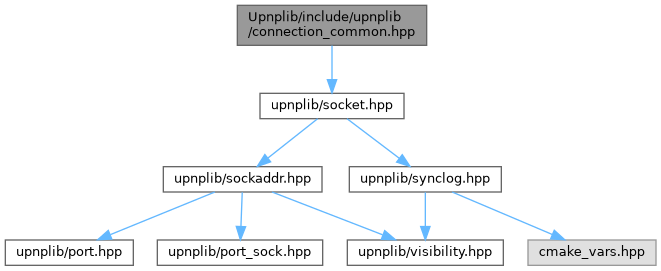 Upnplib/include/upnplib
/connection_common.hpp
upnplib/socket.hpp
upnplib/sockaddr.hpp
upnplib/synclog.hpp
upnplib/port.hpp
upnplib/port_sock.hpp
upnplib/visibility.hpp
cmake_vars.hpp